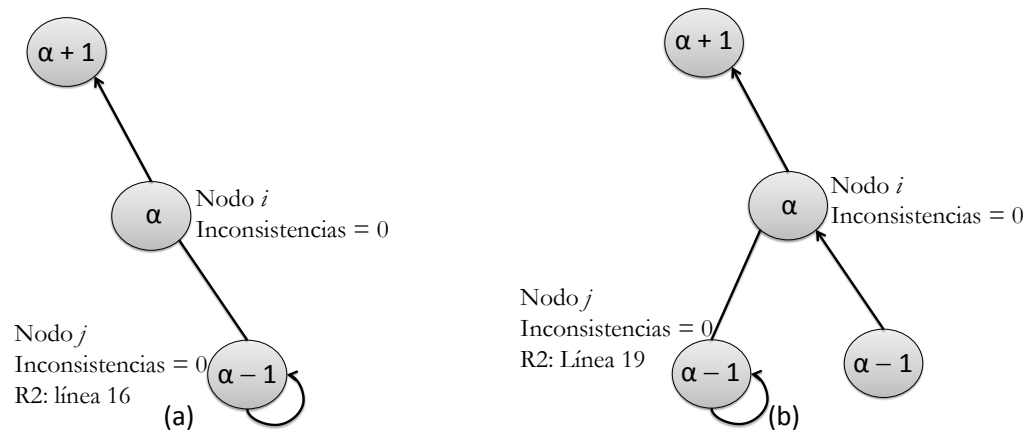 α + 1
α
Nodo i
Inconsistencias = 0
Nodo j
Inconsistencias = 0
R2: línea 16
α – 1
(a)
α + 1
α
Nodo i
Inconsistencias = 0
Nodo j
Inconsistencias = 0
R2: Línea 19
α – 1
α – 1
(b)